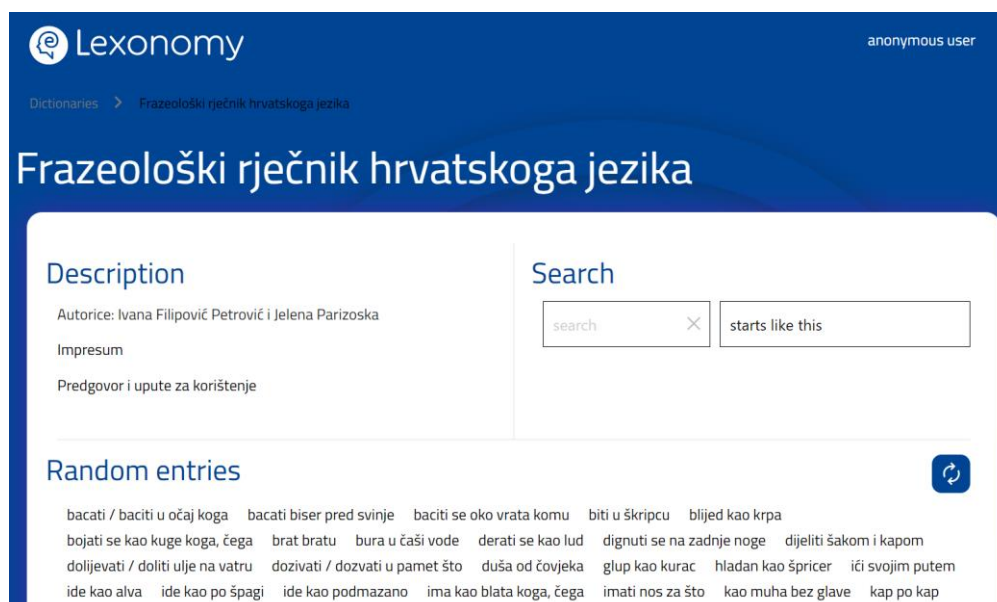 Lexonomy
anonymous user
Dictionaries > Frazeološki rječnik hrvatskoga jezika
Frazeološki rječnik hrvatskoga jezika
Description
Autorice: Ivana Filipović Petrović i Jelena Parizoska
Impresum
Predgovor i upute za korištenje
Search
search
starts like this
Random entries
bacati / baciti u očaj koga bacati biser pred svinje baciti se oko vrata komu biti u škripcu blijed kao krpa
bojati se kao kuge koga, čega brat bratu bura u čaši vode derati se kao lud dignuti se na zadnje noge dijeliti šakom i kapom
dolijevati / doliti ulje na vatru dozivati / dozvati u pamet što duša od čovjeka glup kao kurac hladan kao špricer ići svojim putem
ide kao alva ide kao po špagi ide kao podmazano ima kao blata koga, čega imati nos za što kao muha bez glave kap po kap